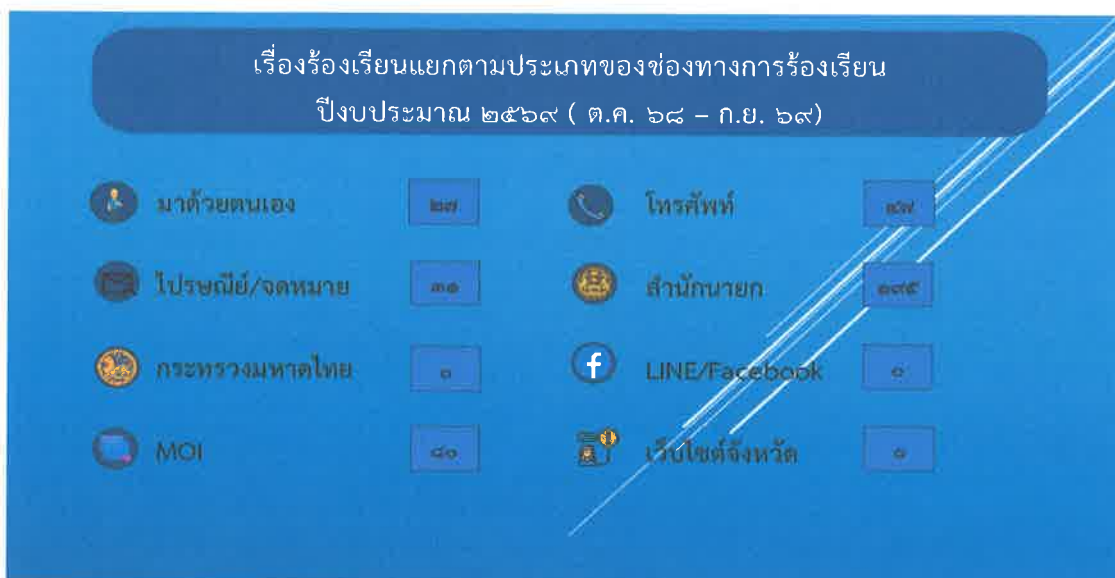 เรื่องร้องเรียนแยกตามประเภทของช่องทางการร้องเรียน
ปีงบประมาณ ๒๕๖๙ ( ต.ค. ๖๘ – ก.ย. ๖๙)
มาด้วยตนเอง ๒๗
โทรศัพท์
ไปรษณีย์/จดหมาย ๓๑
สำนักนายก ๑๙๕
กระทรวงมหาดไทย
LINE/Facebook
MOI ๘๐
เว็บไซต์จังหวัด